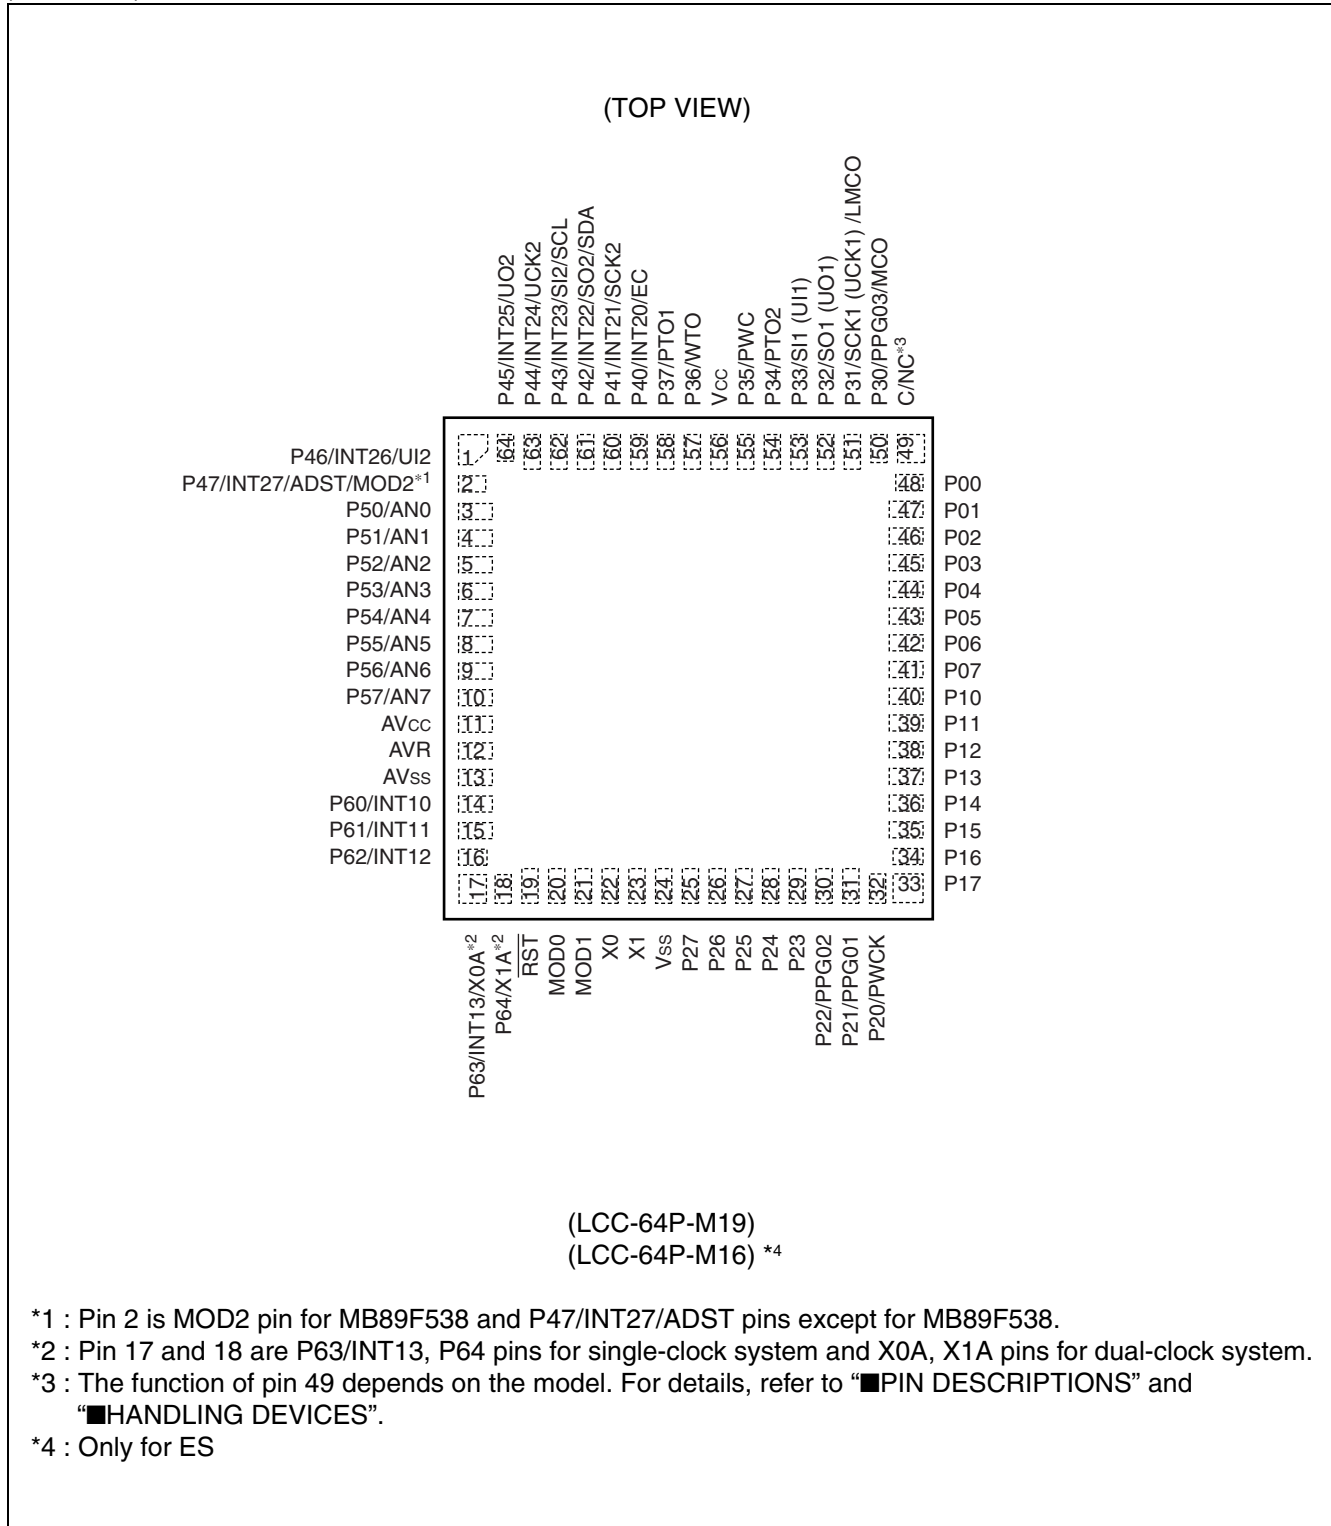 (TOP VIEW)
P45/INT25/UO2
P44/INT24/UCK2
P43/INT23/SI2/SCL
P42/INT22/SO2/SDA
P41/INT21/SCK2
P40/INT20/EC
P37/PTO1
P36/WTO
Vcc
P35/PWC
P34/PTO2
P33/SI1 (UI1)
P32/SO1 (UO1)
P31/SCK1 (UCK1) /LMCO
P30/PPG03/MCO
C/NC*3
64 63 62 61 60 59 58 57 56 55 54 53 52 51 50 49
P46/INT26/UI2 1
P47/INT27/ADST/MOD2*1 2
P50/AN0 3
P51/AN1 4
P52/AN2 5
P53/AN3 6
P54/AN4 7
P55/AN5 8
P56/AN6 9
P57/AN7 10
AVcc 11
AVR 12
AVss 13
P60/INT10 14
P61/INT11 15
P62/INT12 16
48 P00
47 P01
46 P02
45 P03
44 P04
43 P05
42 P06
41 P07
40 P10
39 P11
38 P12
37 P13
36 P14
35 P15
34 P16
33 P17
17 18 19 20 21 22 23 24 25 26 27 28 29 30 31 32
P63/INT13/X0A*2
P64/X1A*2
RST
MOD0
MOD1
X0
X1
Vss
P27
P26
P25
P24
P23
P22/PPG02
P21/PPG01
P20/PWCK
(LCC-64P-M19)
(LCC-64P-M16) *4
*1 : Pin 2 is MOD2 pin for MB89F538 and P47/INT27/ADST pins except for MB89F538.
*2 : Pin 17 and 18 are P63/INT13, P64 pins for single-clock system and X0A, X1A pins for dual-clock system.
*3 : The function of pin 49 depends on the model. For details, refer to “■PIN DESCRIPTIONS” and
“■HANDLING DEVICES”.
*4 : Only for ES